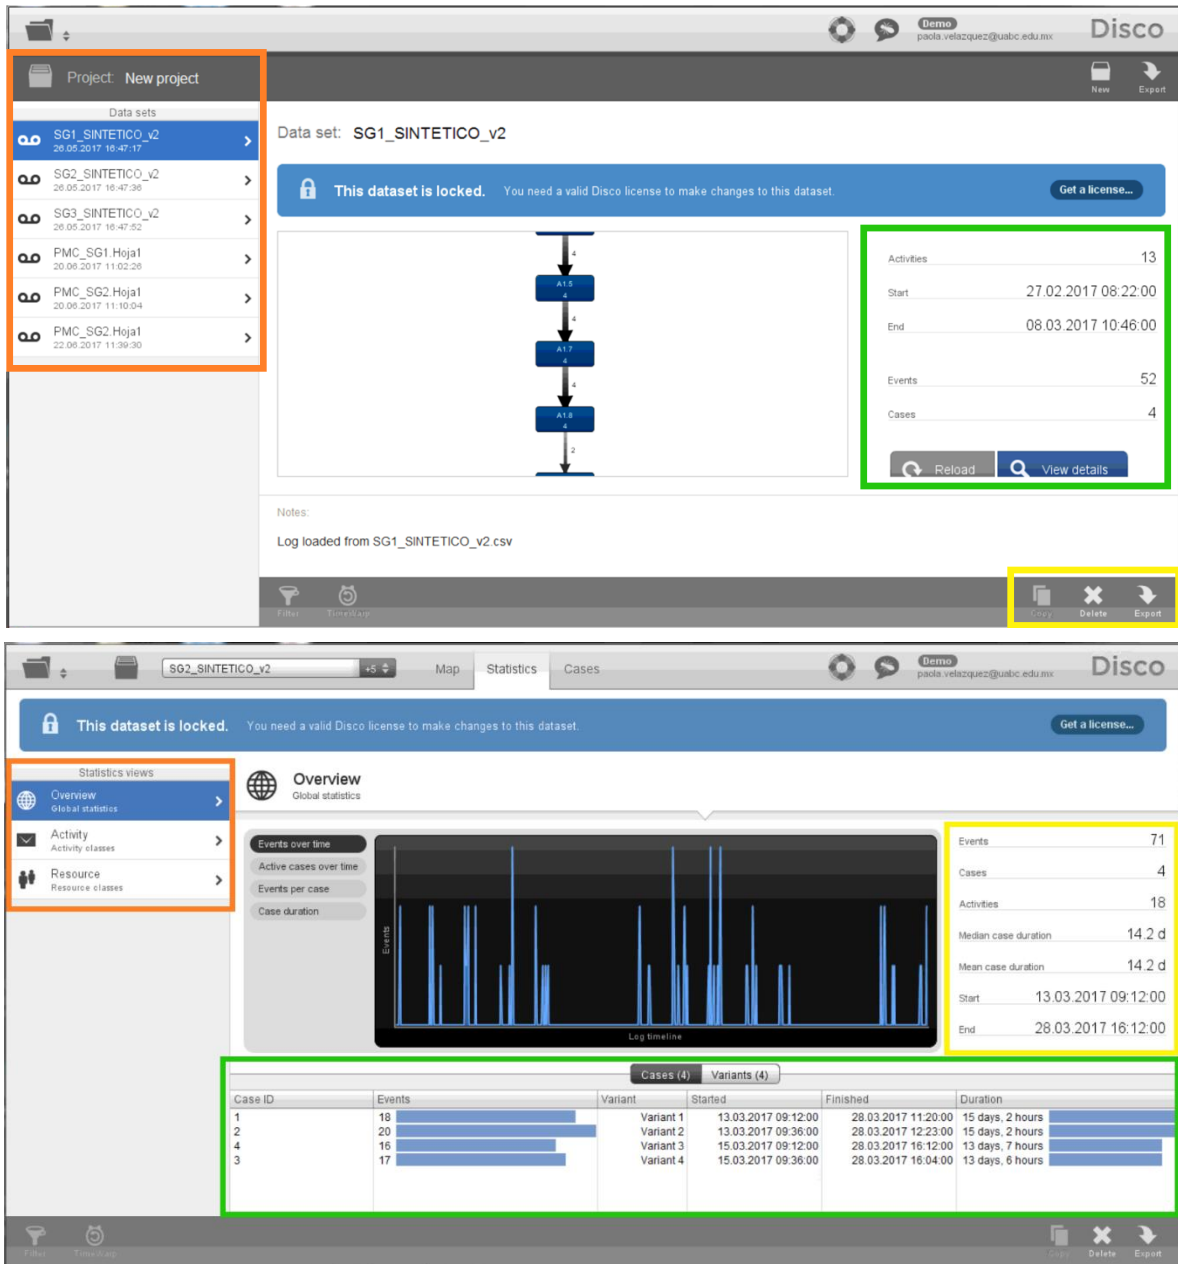 Demo
paola.velazquez@uabc.edu.mx
Disco
Project: New project
New
Export
Data sets
SG1_SINTETICO_v2
26.05.2017 16:47:17
SG2_SINTETICO_v2
26.05.2017 16:47:36
SG3_SINTETICO_v2
26.05.2017 16:47:52
PMC_SG1.Hoja1
20.06.2017 11:02:26
PMC_SG2.Hoja1
20.06.2017 11:10:04
PMC_SG2.Hoja1
22.06.2017 11:39:30
Data set: SG1_SINTETICO_v2
This dataset is locked. You need a valid Disco license to make changes to this dataset.
Get a license...
4
A1.5
4
4
A1.7
4
4
A1.8
4
2
Activities 13
Start 27.02.2017 08:22:00
End 08.03.2017 10:46:00
Events 52
Cases 4
Reload
View details
Notes:
Log loaded from SG1_SINTETICO_v2.csv
Filter
TimeWarp
Copy
Delete
Export
SG2_SINTETICO_v2
+5
Map
Statistics
Cases
Demo
paola.velazquez@uabc.edu.mx
Disco
This dataset is locked. You need a valid Disco license to make changes to this dataset.
Get a license...
Statistics views
Overview
Global statistics
Activity
Activity classes
Resource
Resource classes
Overview
Global statistics
Events over time
Active cases over time
Events per case
Case duration
Events
Log timeline
Events 71
Cases 4
Activities 18
Median case duration 14.2 d
Mean case duration 14.2 d
Start 13.03.2017 09:12:00
End 28.03.2017 16:12:00
Cases (4)
Variants (4)
Case ID Events Variant Started Finished Duration
1 18 Variant 1 13.03.2017 09:12:00 28.03.2017 11:20:00 15 days, 2 hours
2 20 Variant 2 13.03.2017 09:36:00 28.03.2017 12:23:00 15 days, 2 hours
4 16 Variant 3 15.03.2017 09:12:00 28.03.2017 16:12:00 13 days, 7 hours
3 17 Variant 4 15.03.2017 09:36:00 28.03.2017 16:04:00 13 days, 6 hours
Filter
TimeWarp
Copy
Delete
Export